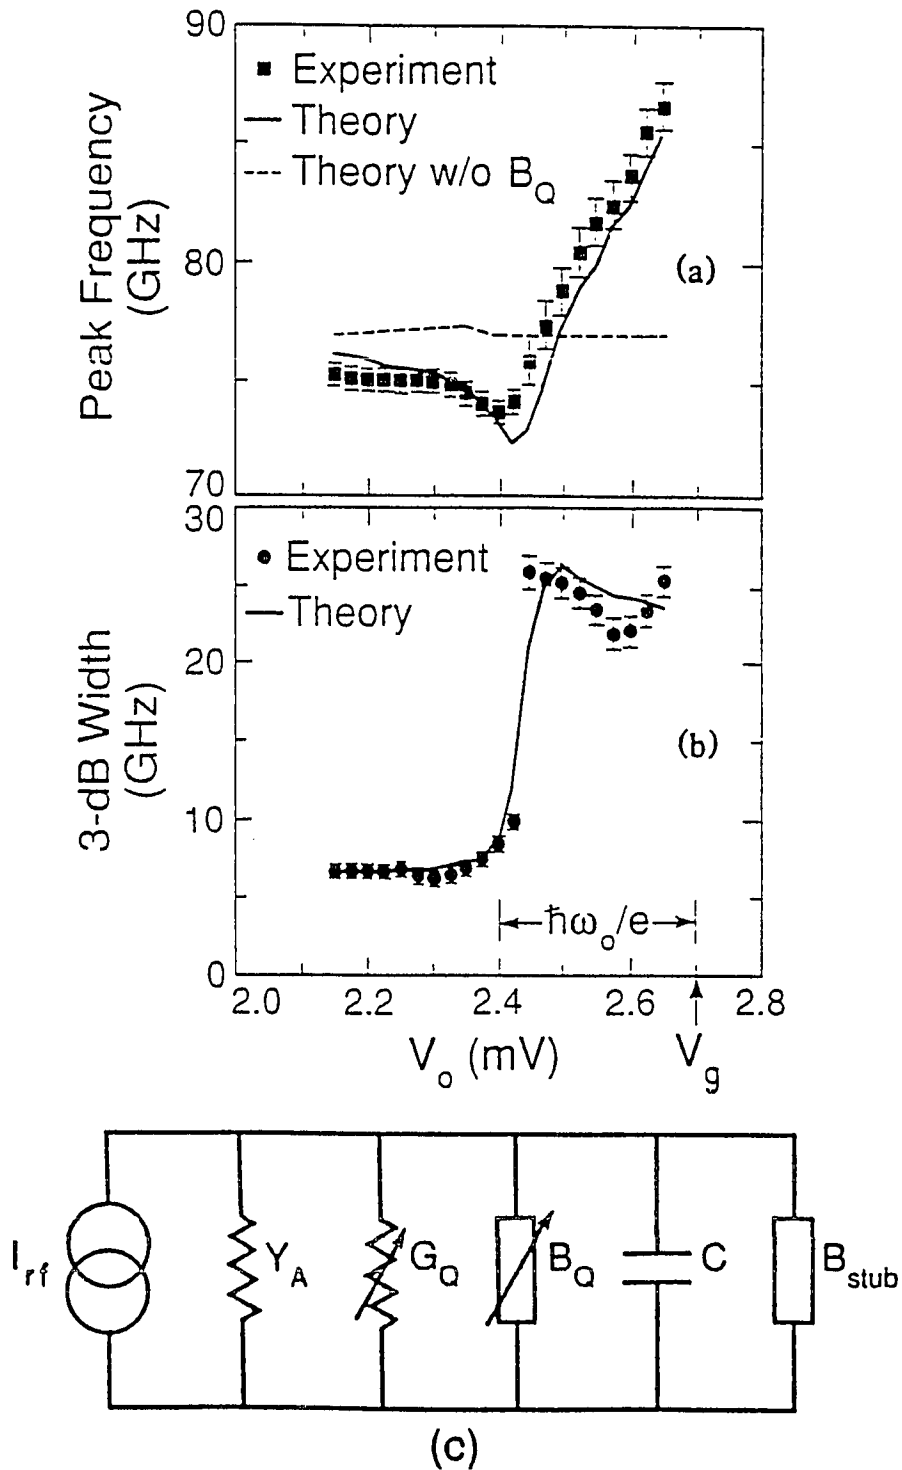 90
■ Experiment
— Theory
--- Theory w/o B_Q
Peak Frequency
(GHz)
80
(a)
70
30
● Experiment
— Theory
3-dB Width
(GHz)
20
(b)
10
ħω_o/e
0
2.0 2.2 2.4 2.6 2.8
V_o (mV)
V_g
I_rf Y_A G_Q B_Q C B_stub
(c)